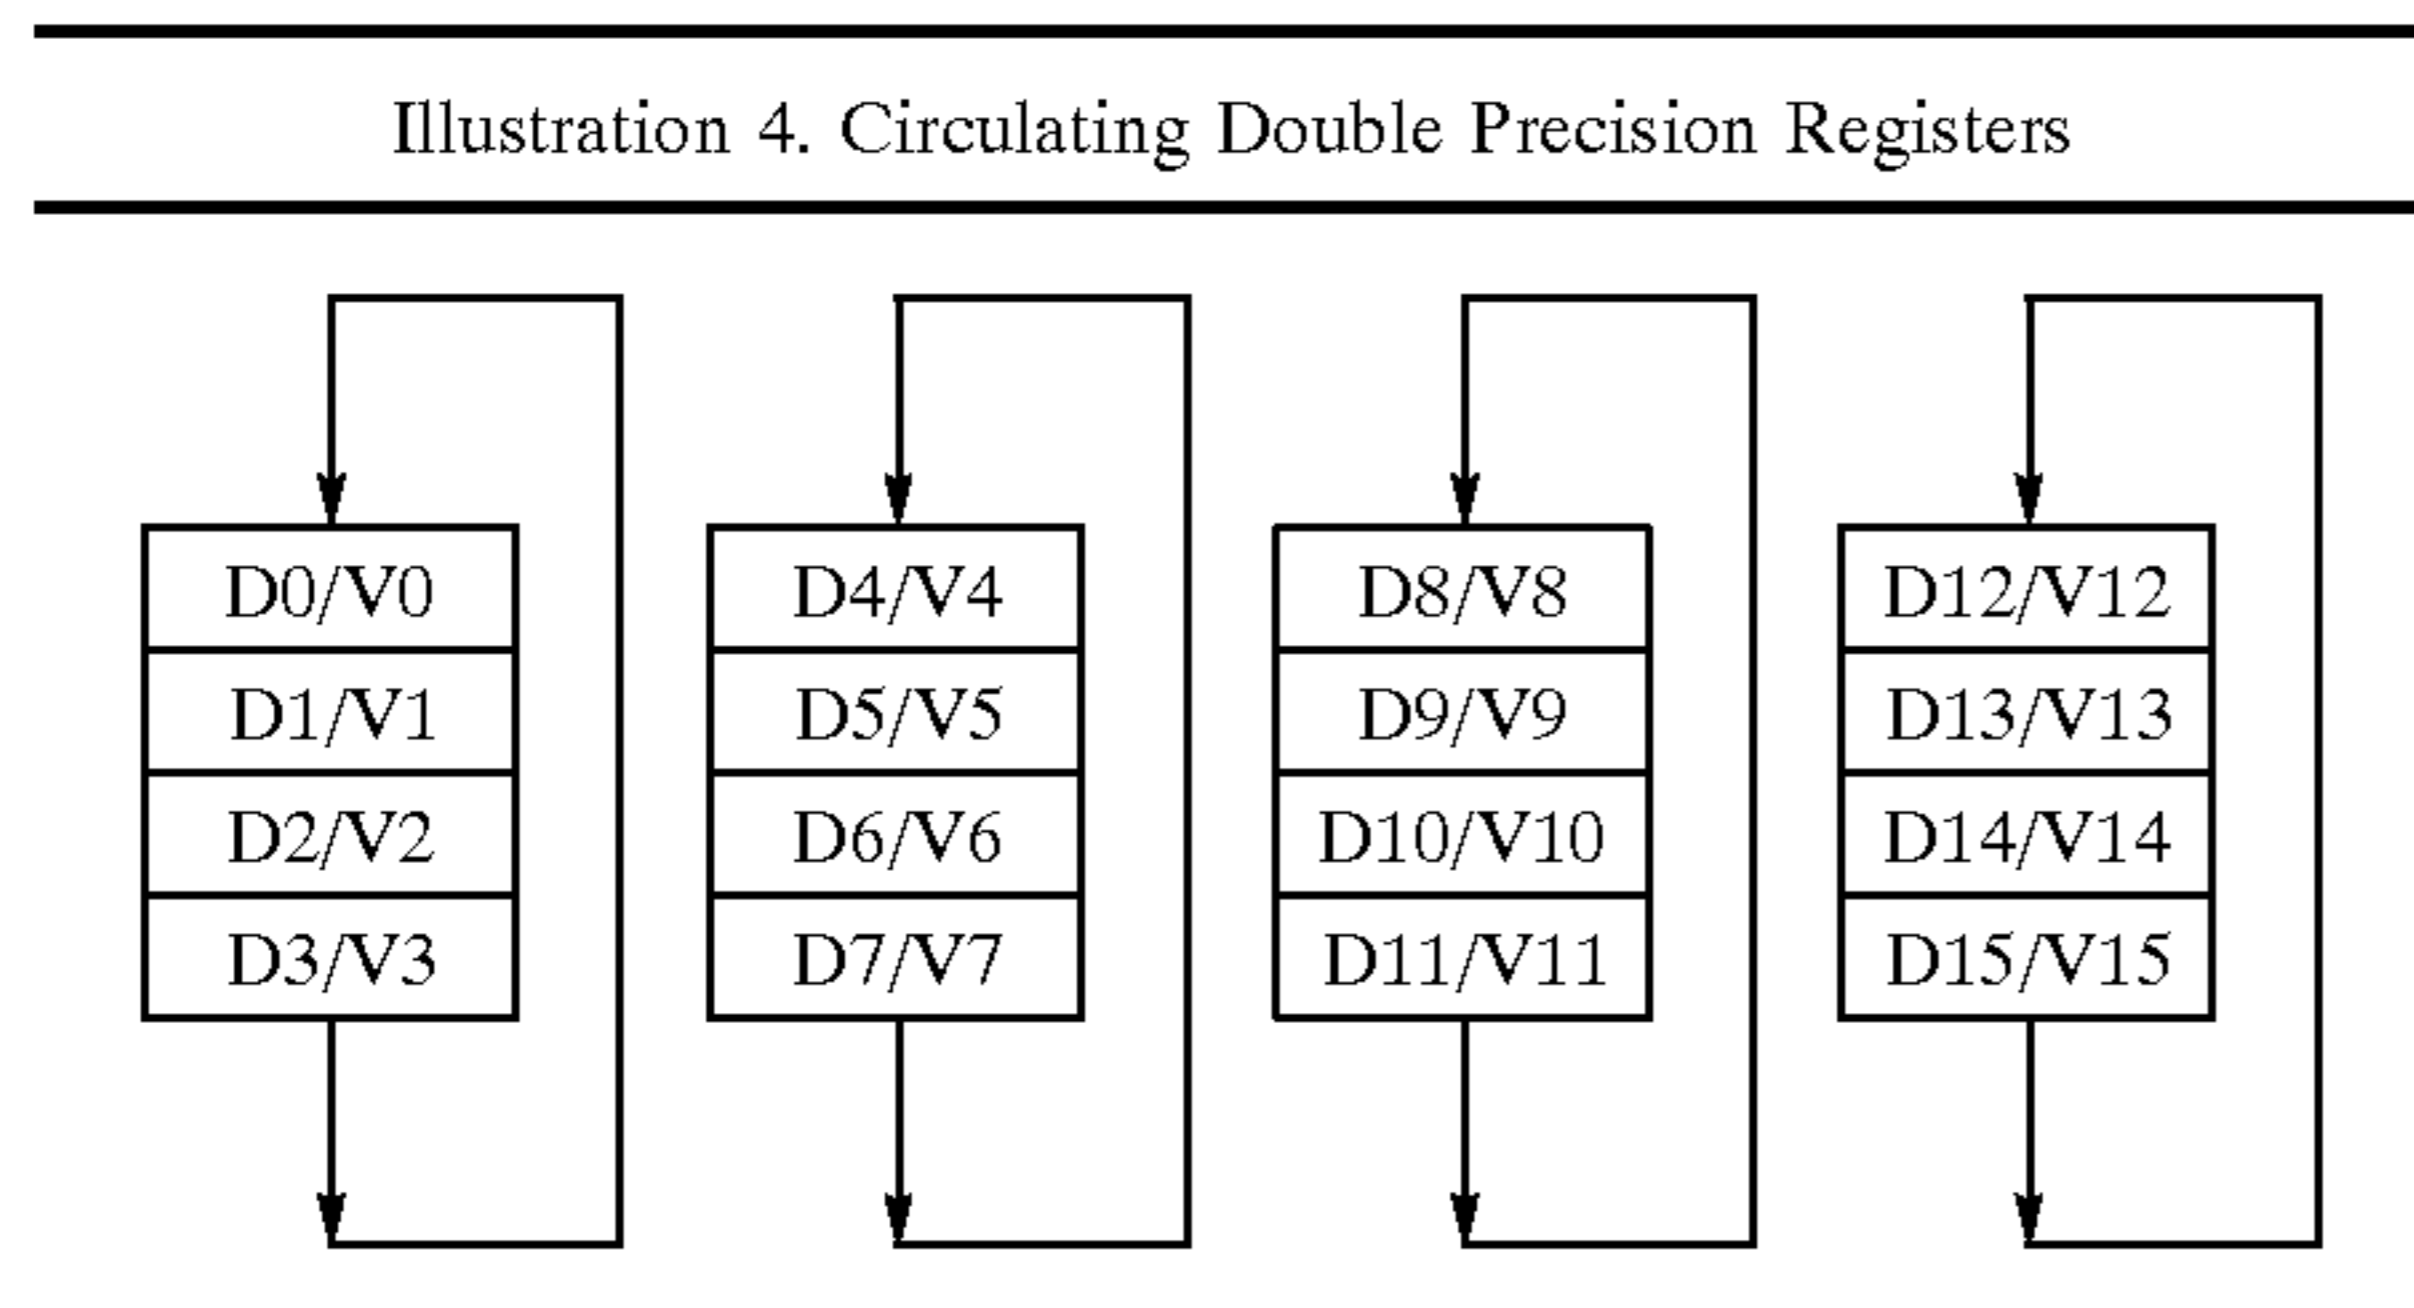 Illustration 4. Circulating Double Precision Registers
D0/V0 D4/V4 D8/V8 D12/V12
D1/V1 D5/V5 D9/V9 D13/V13
D2/V2 D6/V6 D10/V10 D14/V14
D3/V3 D7/V7 D11/V11 D15/V15